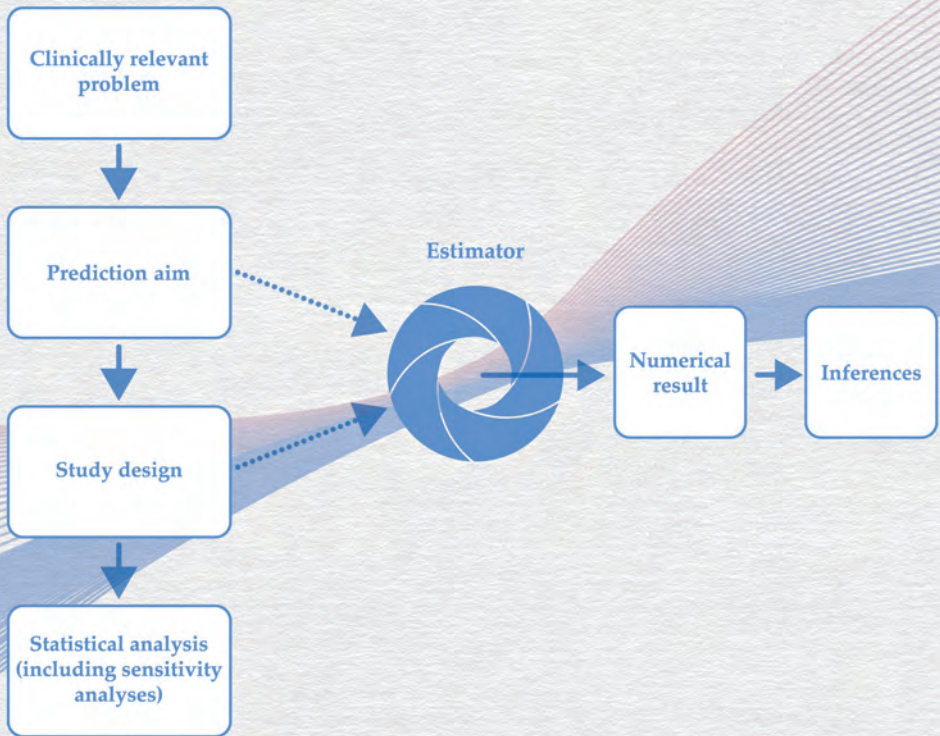 Clinically relevant
problem
Prediction aim
Estimator
Numerical
result
Inferences
Study design
Statistical analysis
(including sensitivity
analyses)